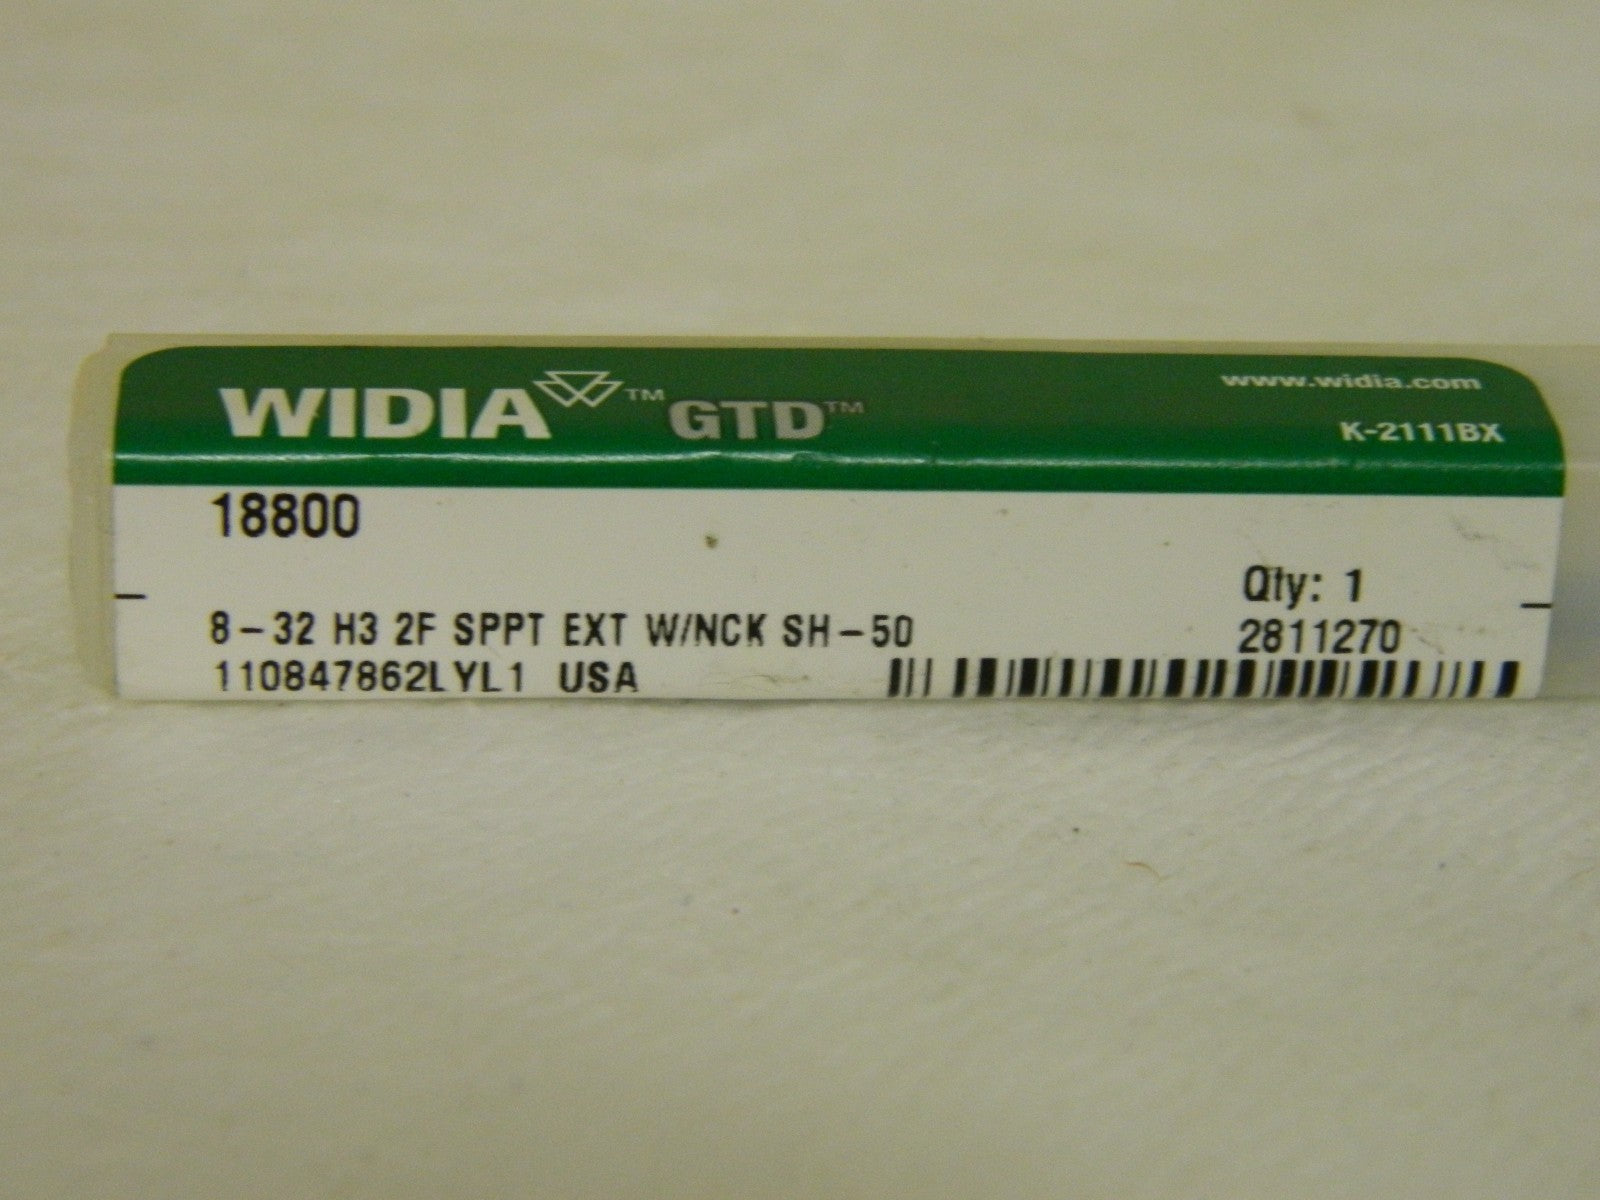 WIDIA™ GTD™
www.widia.com
K-2111BX
18800
Qty: 1
8-32 H3 2F SPPT EXT W/NCK SH-50
2811270
110847862LYL1 USA